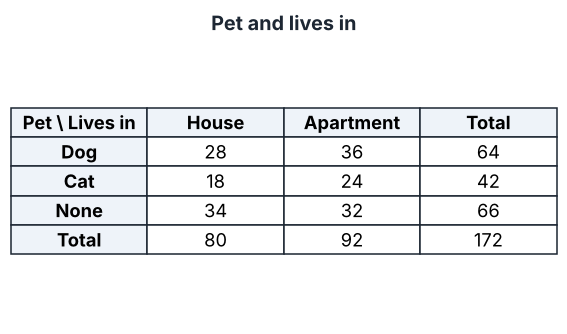 Pet and lives in
Pet \ Lives in House Apartment Total
Dog 28 36 64
Cat 18 24 42
None 34 32 66
Total 80 92 172